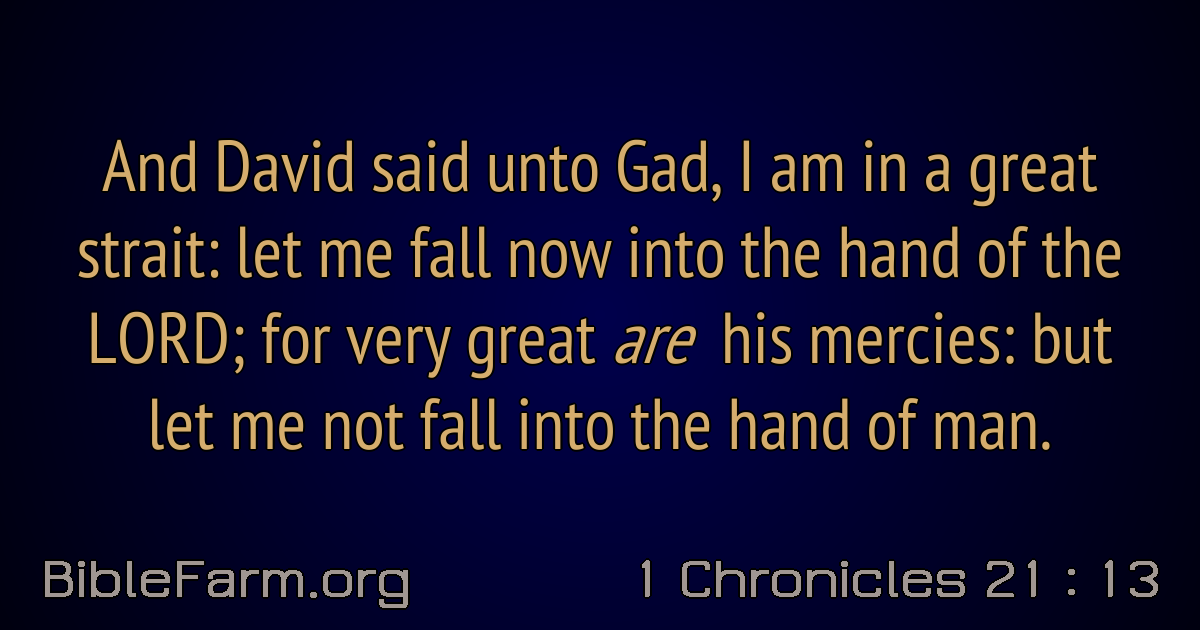 And David said unto Gad, I am in a great
strait: let me fall now into the hand of the
LORD; for very great are his mercies: but
let me not fall into the hand of man.
BibleFarm.org
1 Chronicles 21 : 13